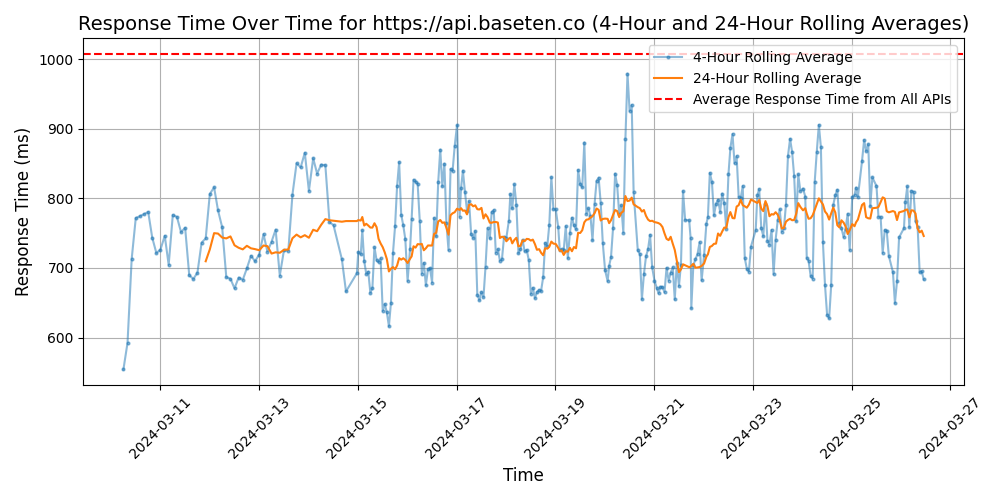 Response Time Over Time for https://api.baseten.co (4-Hour and 24-Hour Rolling Averages)
4-Hour Rolling Average
24-Hour Rolling Average
Average Response Time from All APIs
Response Time (ms)
1000
900
800
700
600
2024-03-11
2024-03-13
2024-03-15
2024-03-17
2024-03-19
2024-03-21
2024-03-23
2024-03-25
2024-03-27
Time